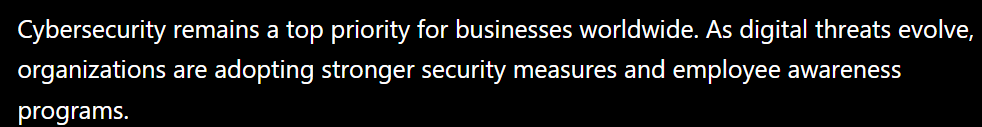 Cybersecurity remains a top priority for businesses worldwide. As digital threats evolve,
organizations are adopting stronger security measures and employee awareness
programs.